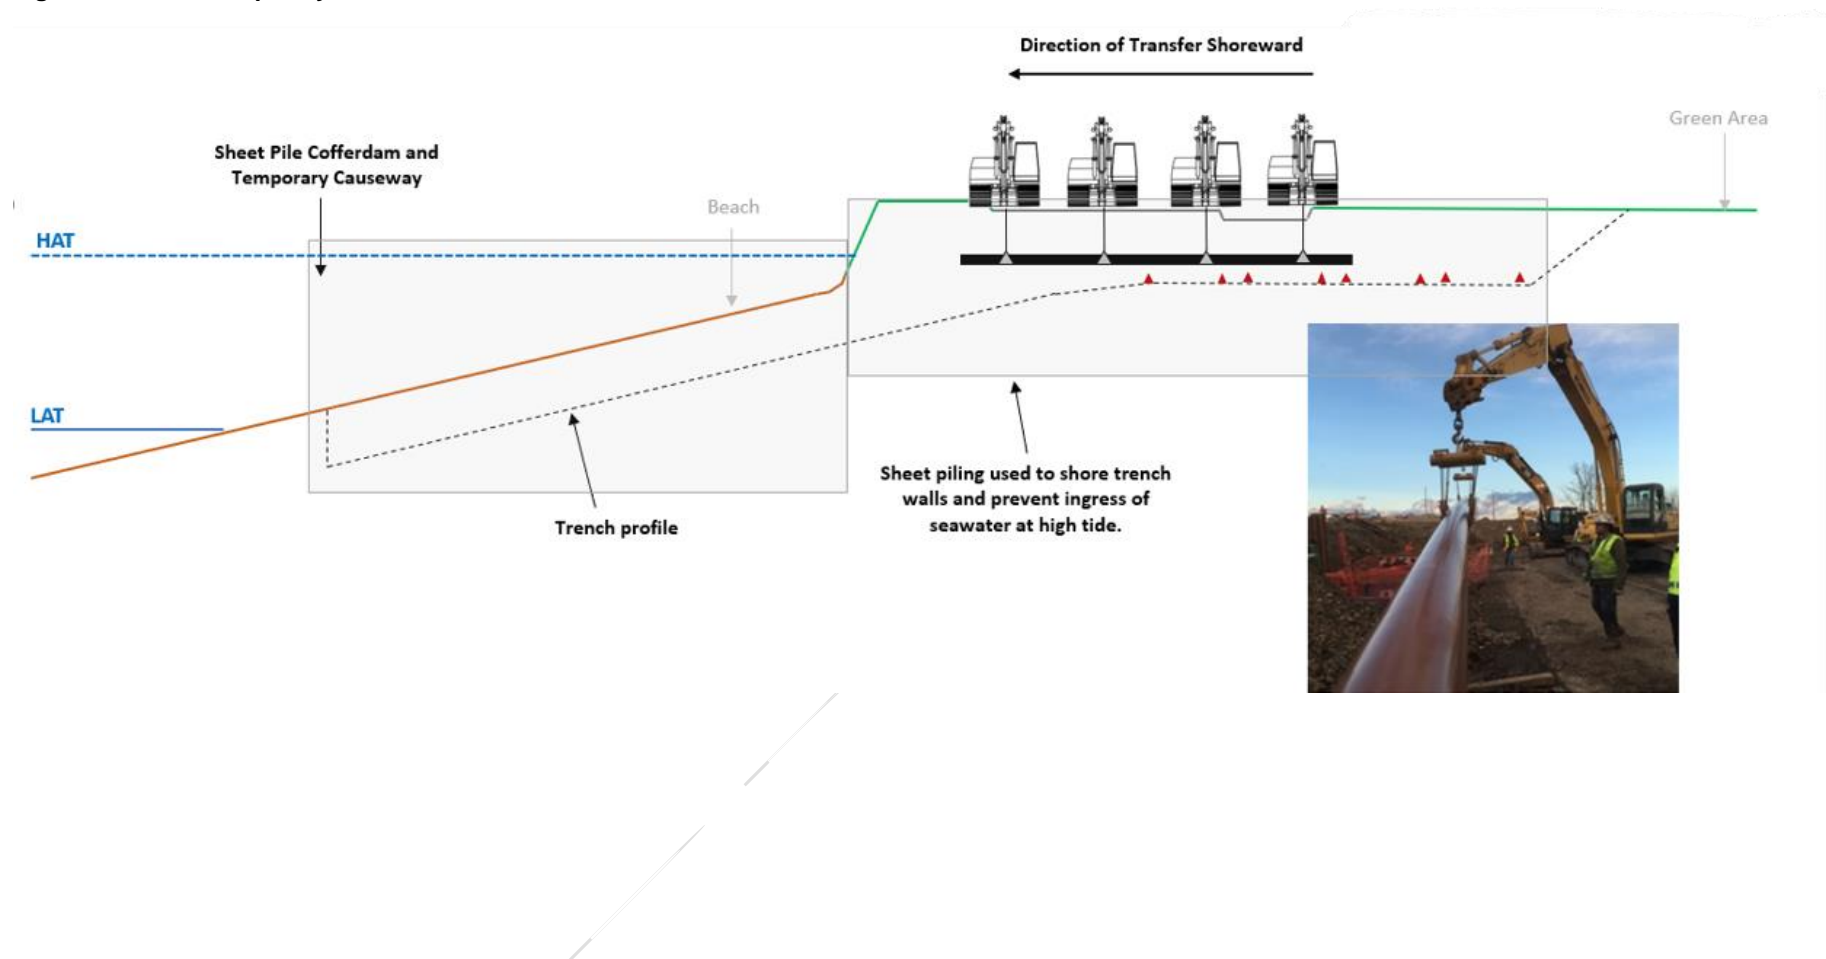 Direction of Transfer Shoreward
Green Area
Sheet Pile Cofferdam and
Temporary Causeway
Beach
HAT
LAT
Sheet piling used to shore trench
walls and prevent ingress of
seawater at high tide.
Trench profile